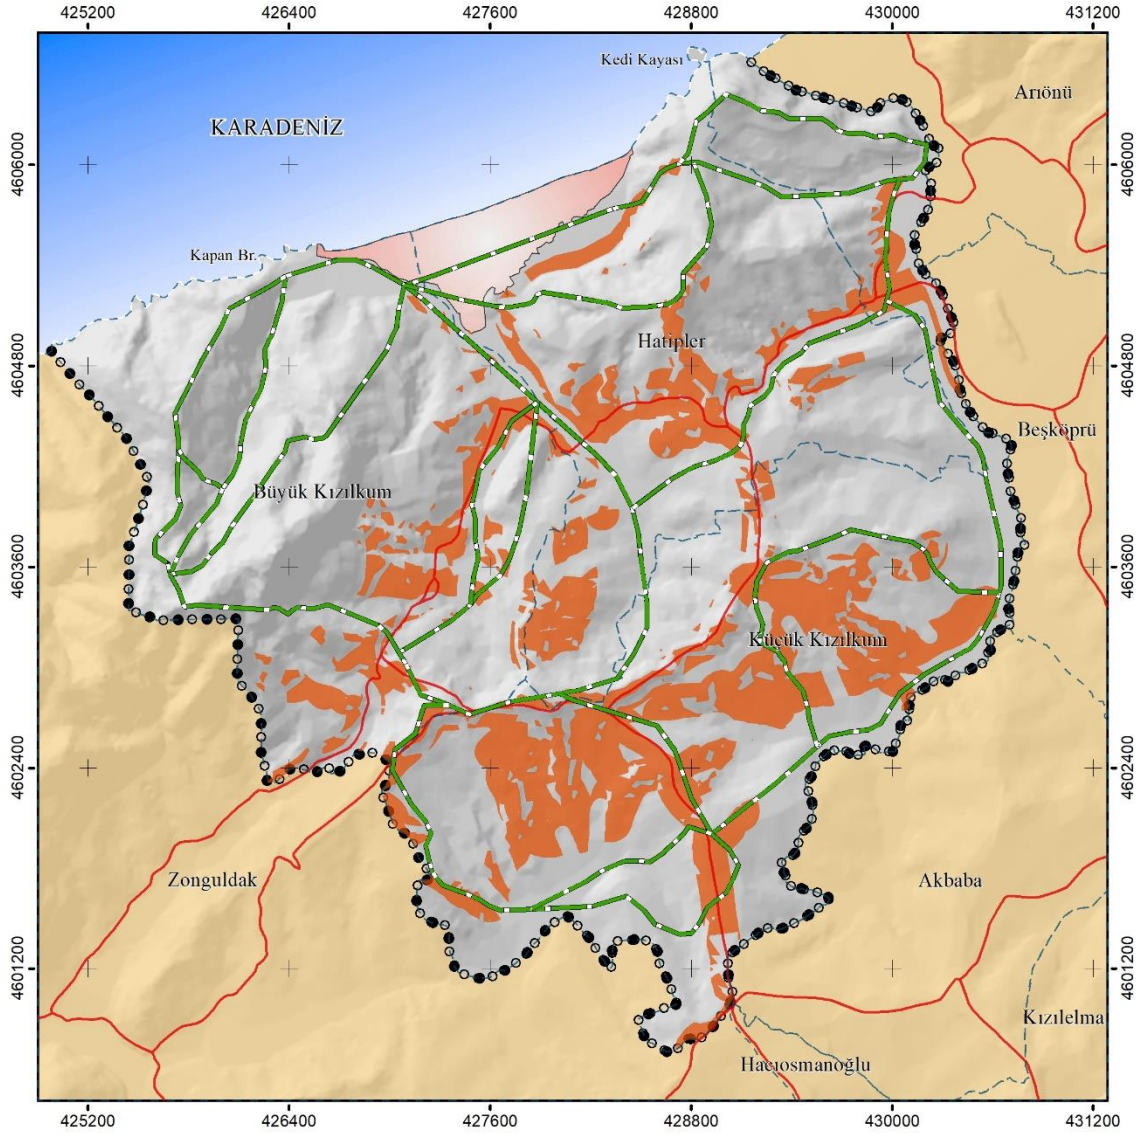 425200 426400 427600 428800 430000 431200
Kedi Kayası
Arıönü
KARADENİZ
4606000 4606000
Kapan Br.
Hatipler
4604800 4604800
Beşköprü
Büyük Kızılkum
4603600 4603600
Küçük Kızılkum
4602400 4602400
Zonguldak
Akbaba
4601200 4601200
Kızılelma
Hacıosmanoğlu
425200 426400 427600 428800 430000 431200